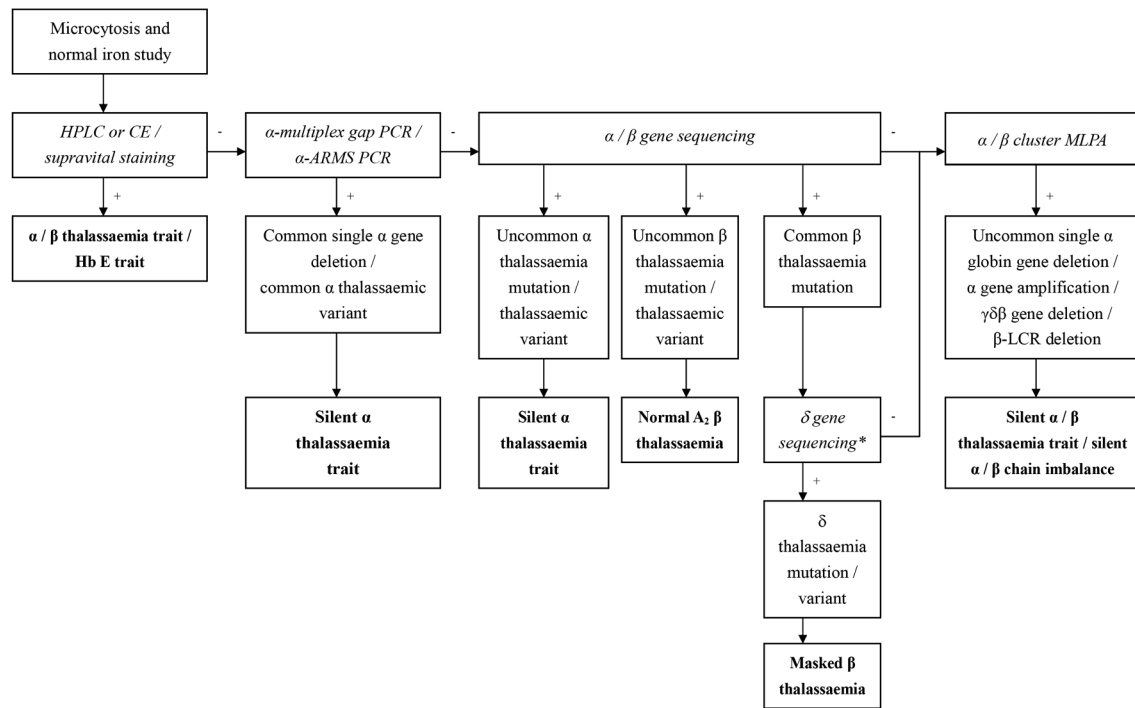 Microcytosis and
normal iron study
HPLC or CE /
supravital staining
-
α-multiplex gap PCR /
α-ARMS PCR
-
α / β gene sequencing
-
α / β cluster MLPA
+
+
+
+
+
+
α / β thalassaemia trait /
Hb E trait
Common single α gene
deletion /
common α thalassaemic
variant
Uncommon α
thalassaemia
mutation /
thalassaemic
variant
Uncommon β
thalassaemia
mutation /
thalassaemic
variant
Common β
thalassaemia
mutation
Uncommon single α
globin gene deletion /
α gene amplification /
γδβ gene deletion /
β-LCR deletion
Silent α
thalassaemia
trait
Silent α
thalassaemia
trait
Normal A₂ β
thalassaemia
δ gene
sequencing*
-
Silent α / β
thalassaemia trait / silent
α / β chain imbalance
+
δ
thalassaemia
mutation /
variant
Masked β
thalassaemia